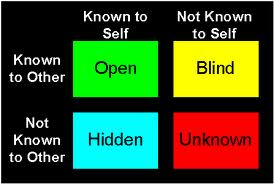 Known to
Self
Not Known
to Self
Known
to Other
Open
Blind
Not
Known
to Other
Hidden
Unknown